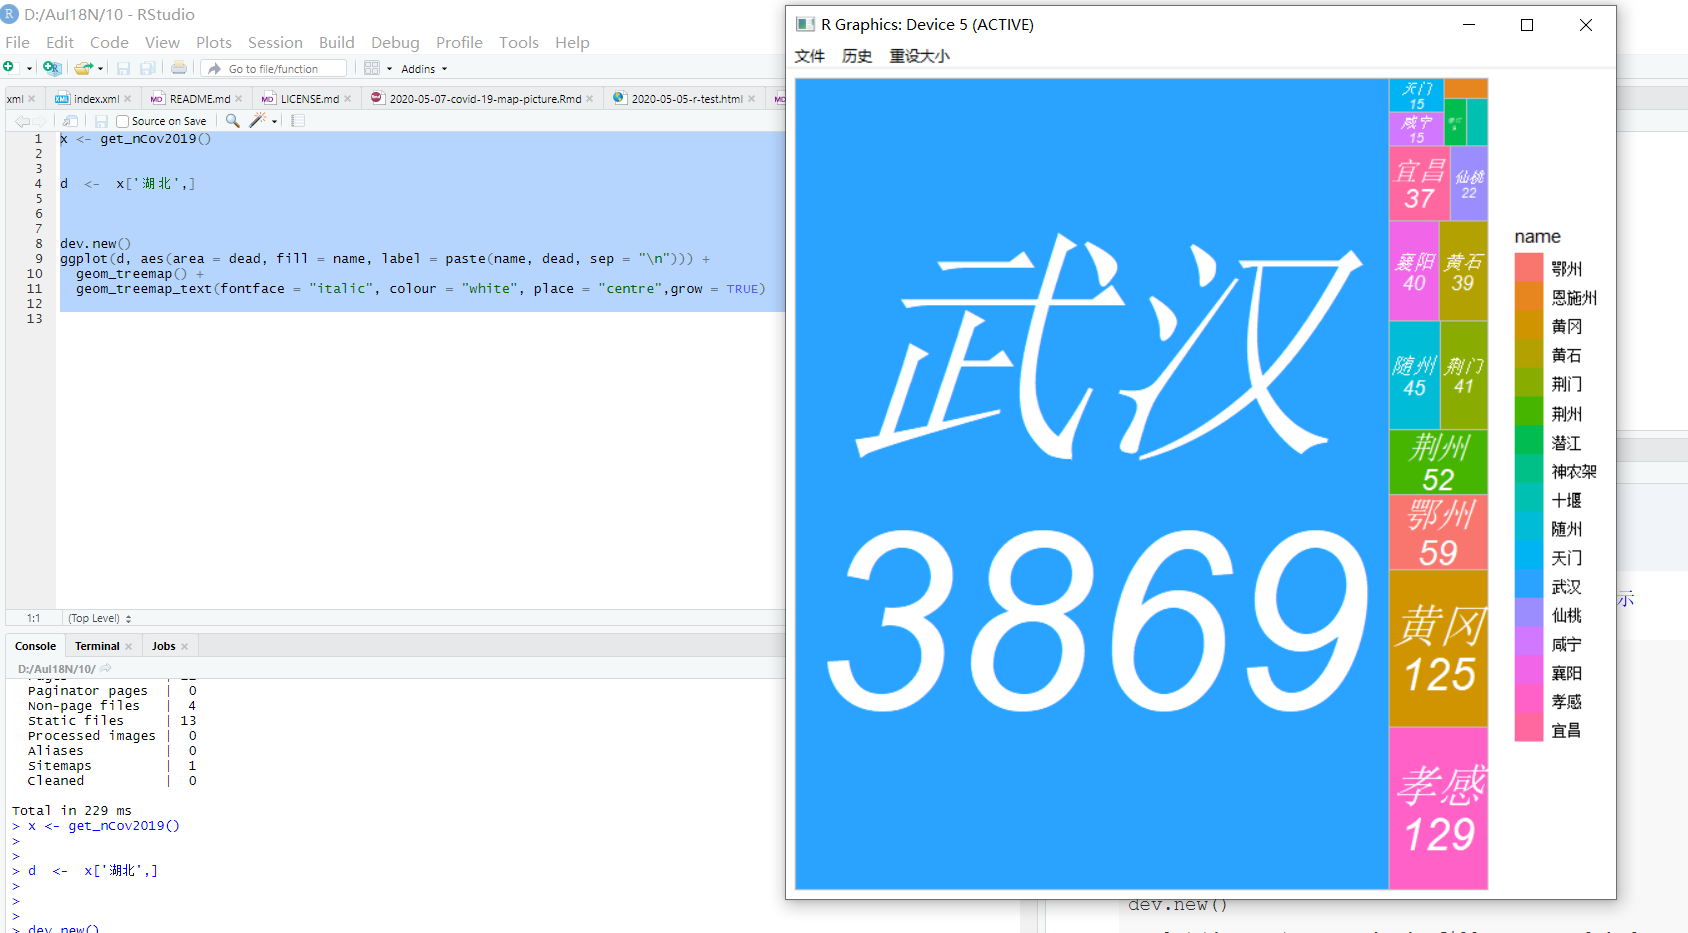 D:/AuI18N/10 - RStudio
File Edit Code View Plots Session Build Debug Profile Tools Help
Go to file/function Addins
xml index.xml README.md LICENSE.md 2020-05-07-covid-19-map-picture.Rmd 2020-05-05-r-test.html
Source on Save
1 x <- get_nCov2019()
2
3
4 d <- x['湖北',]
5
6
7
8 dev.new()
9 ggplot(d, aes(area = dead, fill = name, label = paste(name, dead, sep = "\n"))) +
10 geom_treemap() +
11 geom_treemap_text(fontface = "italic", colour = "white", place = "centre",grow = TRUE)
12
13
1:1 (Top Level)
Console Terminal Jobs
D:/AuI18N/10/
Paginator pages | 0
Non-page files | 4
Static files | 13
Processed images | 0
Aliases | 0
Sitemaps | 1
Cleaned | 0
Total in 229 ms
> x <- get_nCov2019()
>
>
> d <- x['湖北',]
>
>
>
> dev.new()
R Graphics: Device 5 (ACTIVE)
文件 历史 重设大小
武汉
3869
天门
15
咸宁
15
宜昌
37
仙桃
22
襄阳
40
黄石
39
随州
45
荆门
41
荆州
52
鄂州
59
黄冈
125
孝感
129
name
鄂州
恩施州
黄冈
黄石
荆门
荆州
潜江
神农架
十堰
随州
天门
武汉
仙桃
咸宁
襄阳
孝感
宜昌
示
dev.new()